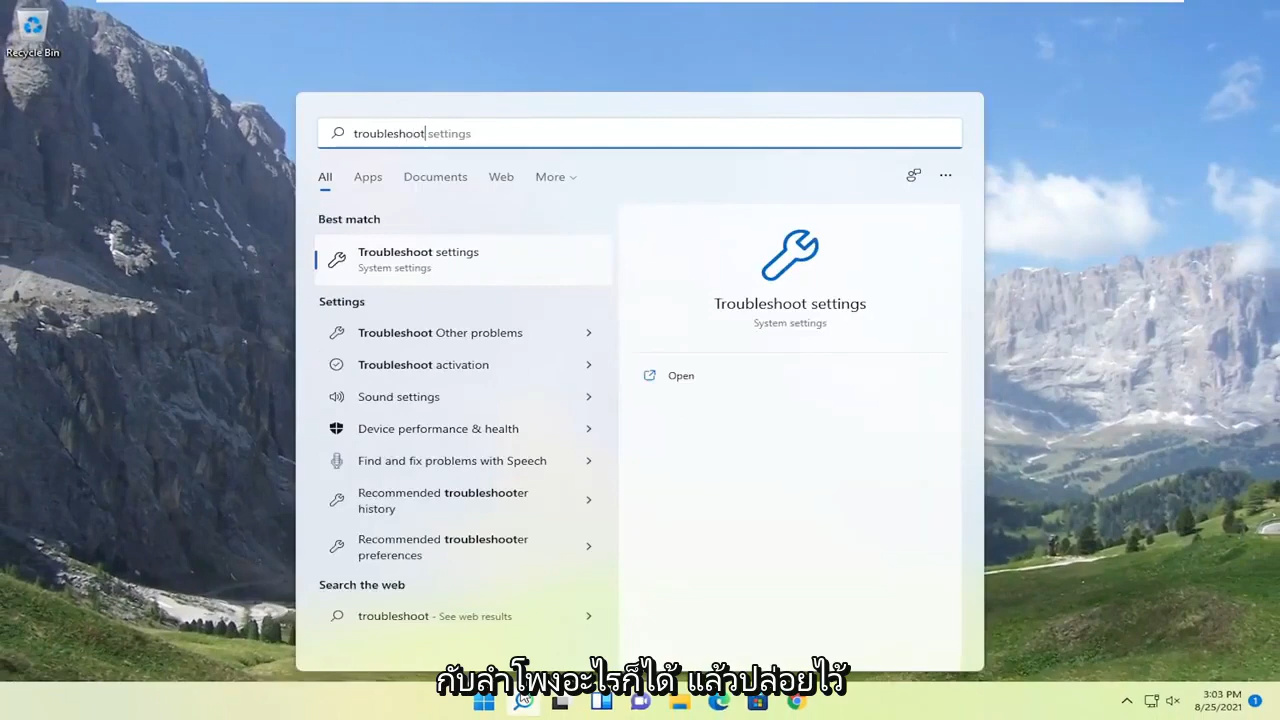 Recycle Bin
troubleshoot settings
All Apps Documents Web More
Best match
Troubleshoot settings
System settings
Settings
Troubleshoot Other problems
Troubleshoot activation
Sound settings
Device performance & health
Find and fix problems with Speech
Recommended troubleshooter
history
Recommended troubleshooter
preferences
Search the web
troubleshoot - See web results
Troubleshoot settings
System settings
Open
กับลำโพงอะไรก็ได้ แล้วปล่อยไว้
3:03 PM
8/25/2021
1